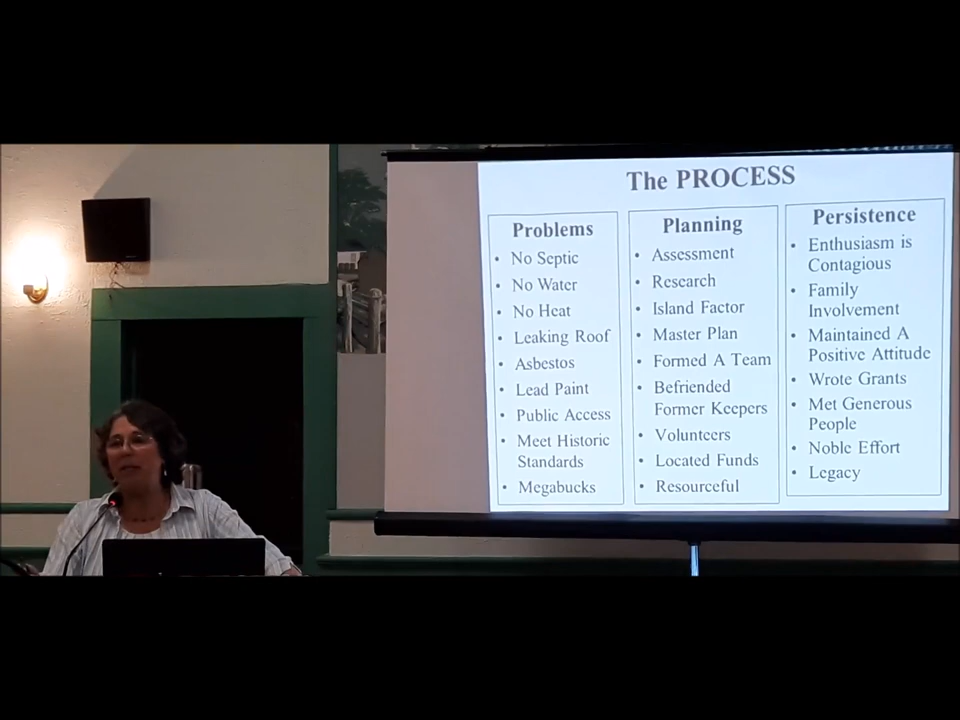 The PROCESS
Problems
• No Septic
• No Water
• No Heat
• Leaking Roof
• Asbestos
• Lead Paint
• Public Access
• Meet Historic
Standards
• Megabucks
Planning
• Assessment
• Research
• Island Factor
• Master Plan
• Formed A Team
• Befriended
Former Keepers
• Volunteers
• Located Funds
• Resourceful
Persistence
• Enthusiasm is
Contagious
• Family
Involvement
• Maintained A
Positive Attitude
• Wrote Grants
• Met Generous
People
• Noble Effort
• Legacy